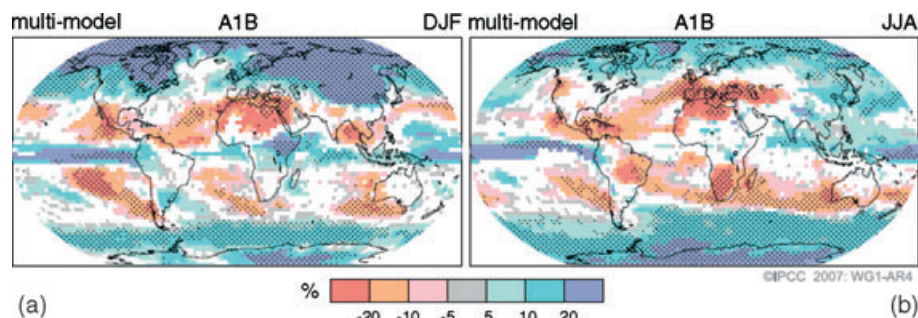 multi-model A1B DJF
multi-model A1B JJA
©IPCC 2007: WG1-AR4
(a)
%
-20 -10 -5 5 10 20
(b)